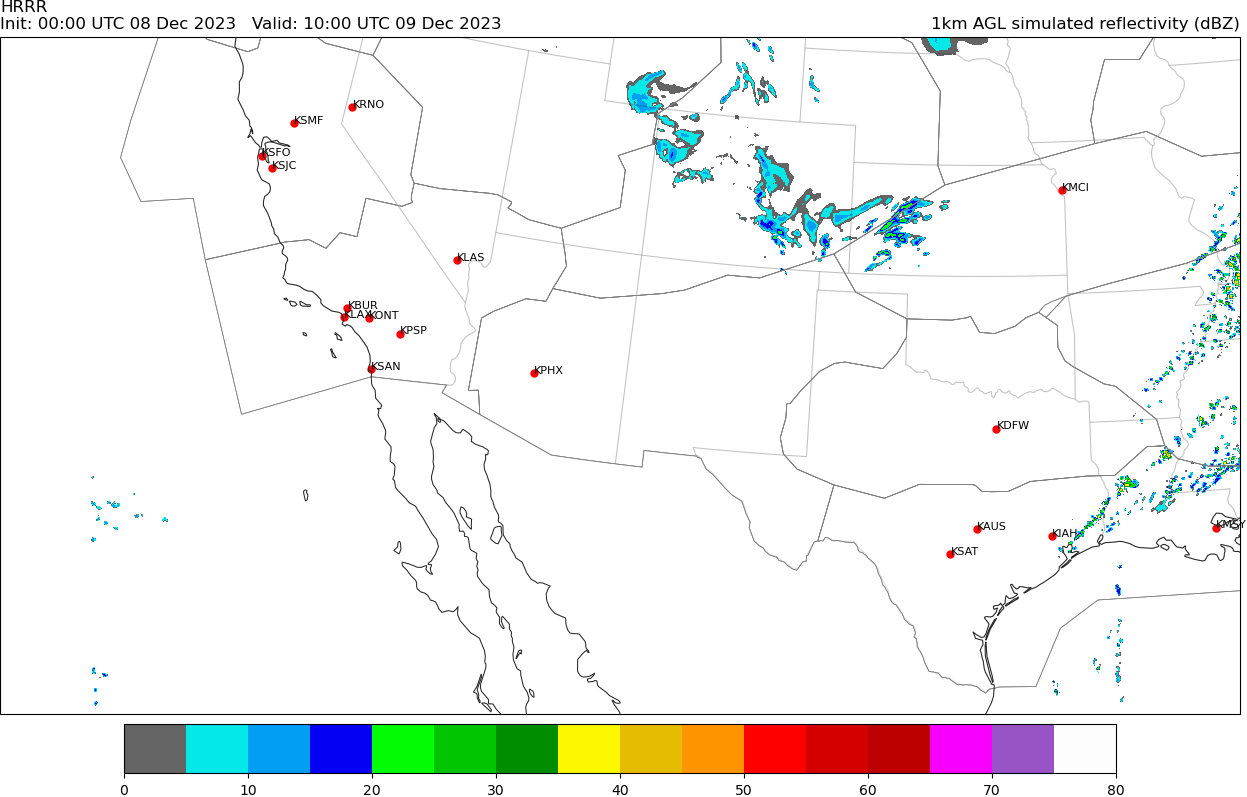 HRRR
Init: 00:00 UTC 08 Dec 2023   Valid: 10:00 UTC 09 Dec 2023   1km AGL simulated reflectivity (dBZ)
KRNO
KSMF
KSFO
KSJC
KMCI
KLAS
KBUR
KLAX
KONT
KPSP
KSAN
KPHX
KDFW
KAUS
KIAH
KMSY
KSAT
0 10 20 30 40 50 60 70 80